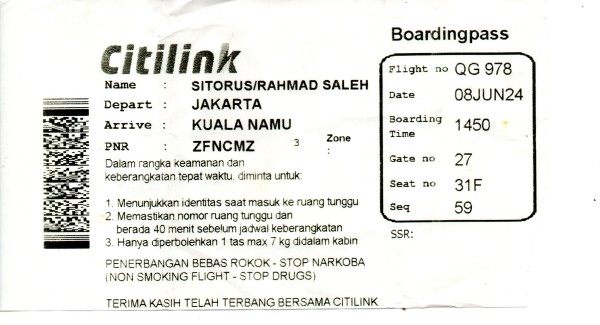 Boardingpass
Citilink
Name : SITORUS/RAHMAD SALEH
Depart : JAKARTA
Arrive : KUALA NAMU
PNR : ZFNCMZ 3 Zone :
Dalam rangka keamanan dan
keberangkatan tepat waktu, diminta untuk:
1. Menunjukkan identitas saat masuk ke ruang tunggu
2. Memastikan nomor ruang tunggu dan
berada 40 menit sebelum jadwal keberangkatan
3. Hanya diperbolehkan 1 tas max 7 kg didalam kabin
PENERBANGAN BEBAS ROKOK - STOP NARKOBA
(NON SMOKING FLIGHT - STOP DRUGS)
TERIMA KASIH TELAH TERBANG BERSAMA CITILINK
Flight no QG 978
Date 08JUN24
Boarding
Time 1450
Gate no 27
Seat no 31F
Seq 59
SSR: